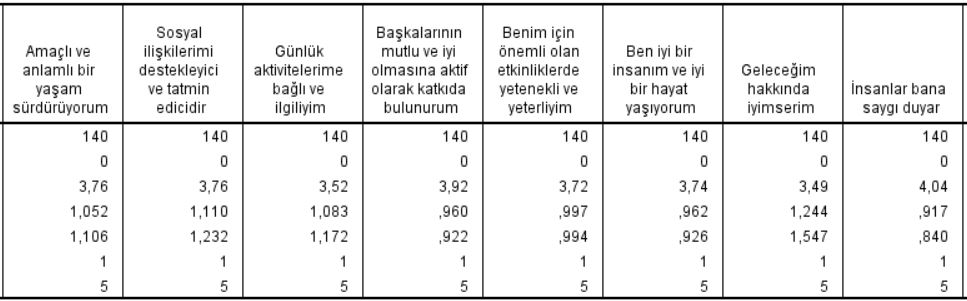 Amaçlı ve
anlamlı bir
yaşam
sürdürüyorum
Sosyal
ilişkilerimi
destekleyici
ve tatmin
edicidir
Günlük
aktivitelerime
bağlı ve
ilgiliyim
Başkalarının
mutlu ve iyi
olmasına aktif
olarak katkıda
bulunurum
Benim için
önemli olan
etkinliklerde
yetenekli ve
yeterliyim
Ben iyi bir
insanım ve iyi
bir hayat
yaşıyorum
Geleceğim
hakkında
iyimserim
İnsanlar bana
saygı duyar
140 140 140 140 140 140 140 140
0 0 0 0 0 0 0 0
3,76 3,76 3,52 3,92 3,72 3,74 3,49 4,04
1,052 1,110 1,083 ,960 ,997 ,962 1,244 ,917
1,106 1,232 1,172 ,922 ,994 ,926 1,547 ,840
1 1 1 1 1 1 1 1
5 5 5 5 5 5 5 5